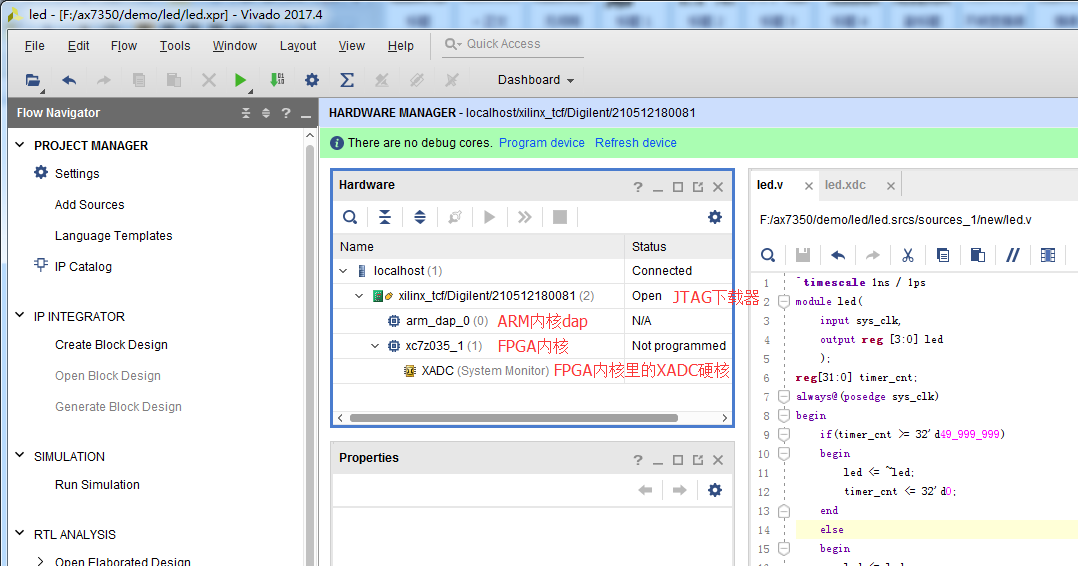 led - [F:/ax7350/demo/led/led.xpr] - Vivado 2017.4
File Edit Flow Tools Window Layout View Help Quick Access
Dashboard
Flow Navigator
PROJECT MANAGER
Settings
Add Sources
Language Templates
IP Catalog
IP INTEGRATOR
Create Block Design
Open Block Design
Generate Block Design
SIMULATION
Run Simulation
RTL ANALYSIS
Open Elaborated Design
HARDWARE MANAGER - localhost/xilinx_tcf/Digilent/210512180081
There are no debug cores. Program device Refresh device
Hardware
Name Status
localhost (1) Connected
xilinx_tcf/Digilent/210512180081 (2) Open JTAG下载器
arm_dap_0 (0) ARM内核dap N/A
xc7z035_1 (1) FPGA内核 Not programmed
XADC (System Monitor) FPGA内核里的XADC硬核
Properties
led.v led.xdc
F:/ax7350/demo/led/led.srcs/sources_1/new/led.v
1 `timescale 1ns / 1ps
2 module led(
3 input sys_clk,
4 output reg [3:0] led
5 );
6 reg[31:0] timer_cnt;
7 always@(posedge sys_clk)
8 begin
9 if(timer_cnt >= 32'd49_999_999)
10 begin
11 led <= ~led;
12 timer_cnt <= 32'd0;
13 end
14 else
15 begin